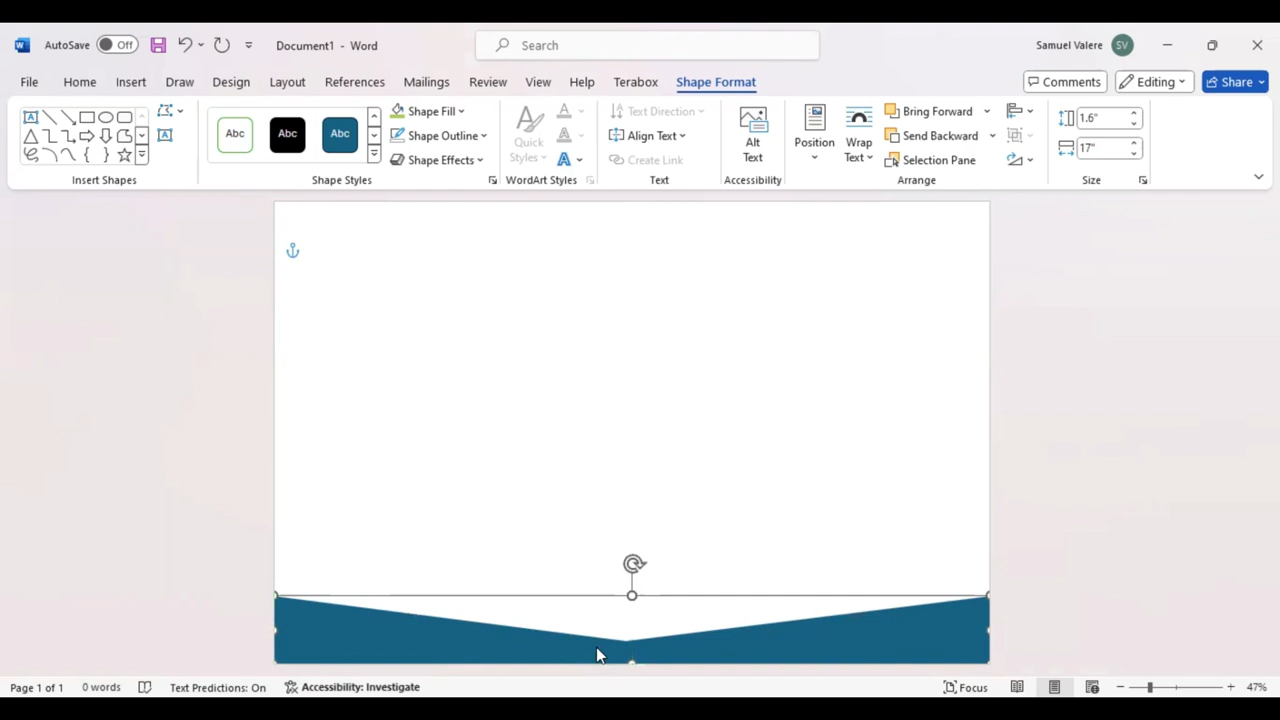 AutoSave Off Document1 - Word Search Samuel Valere SV
File Home Insert Draw Design Layout References Mailings Review View Help Terabox Shape Format Comments Editing Share
Abc Abc Abc
Shape Fill
Shape Outline
Shape Effects
Quick
Styles
Text Direction
Align Text
Create Link
Alt
Text
Position
Wrap
Text
Bring Forward
Send Backward
Selection Pane
1.6"
17"
Insert Shapes Shape Styles WordArt Styles Text Accessibility Arrange Size
Page 1 of 1 0 words Text Predictions: On Accessibility: Investigate Focus 47%